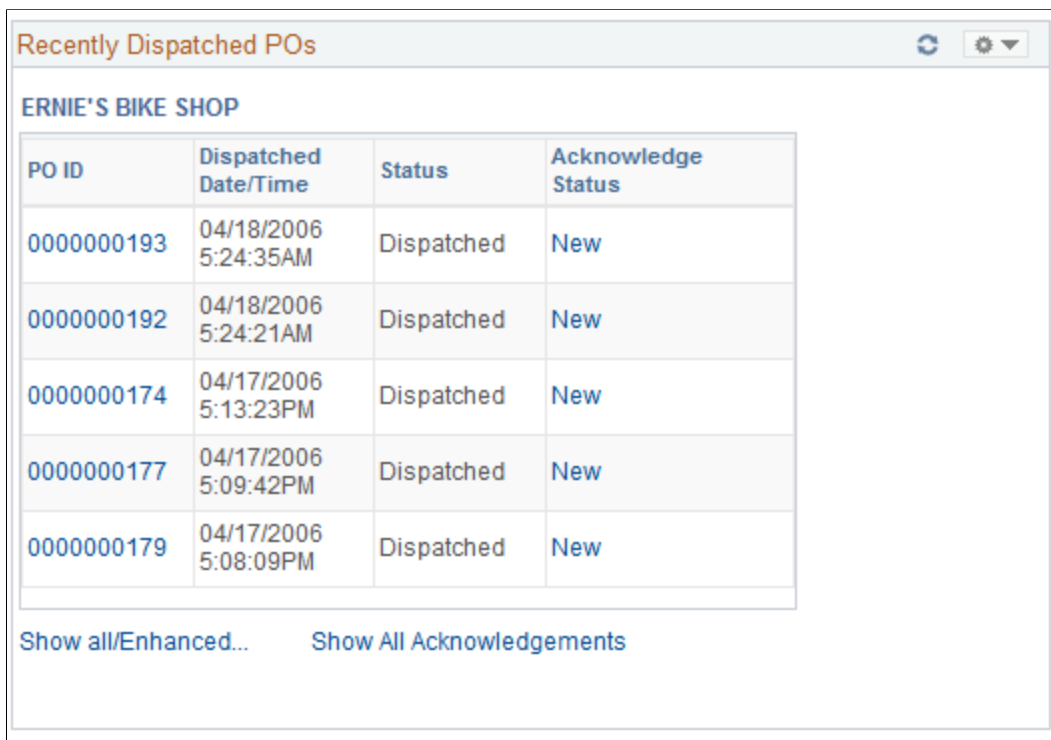 Recently Dispatched POs
ERNIE'S BIKE SHOP
PO ID
Dispatched
Date/Time
Status
Acknowledge
Status
0000000193
04/18/2006
5:24:35AM
Dispatched
New
0000000192
04/18/2006
5:24:21AM
Dispatched
New
0000000174
04/17/2006
5:13:23PM
Dispatched
New
0000000177
04/17/2006
5:09:42PM
Dispatched
New
0000000179
04/17/2006
5:08:09PM
Dispatched
New
Show all/Enhanced...
Show All Acknowledgements